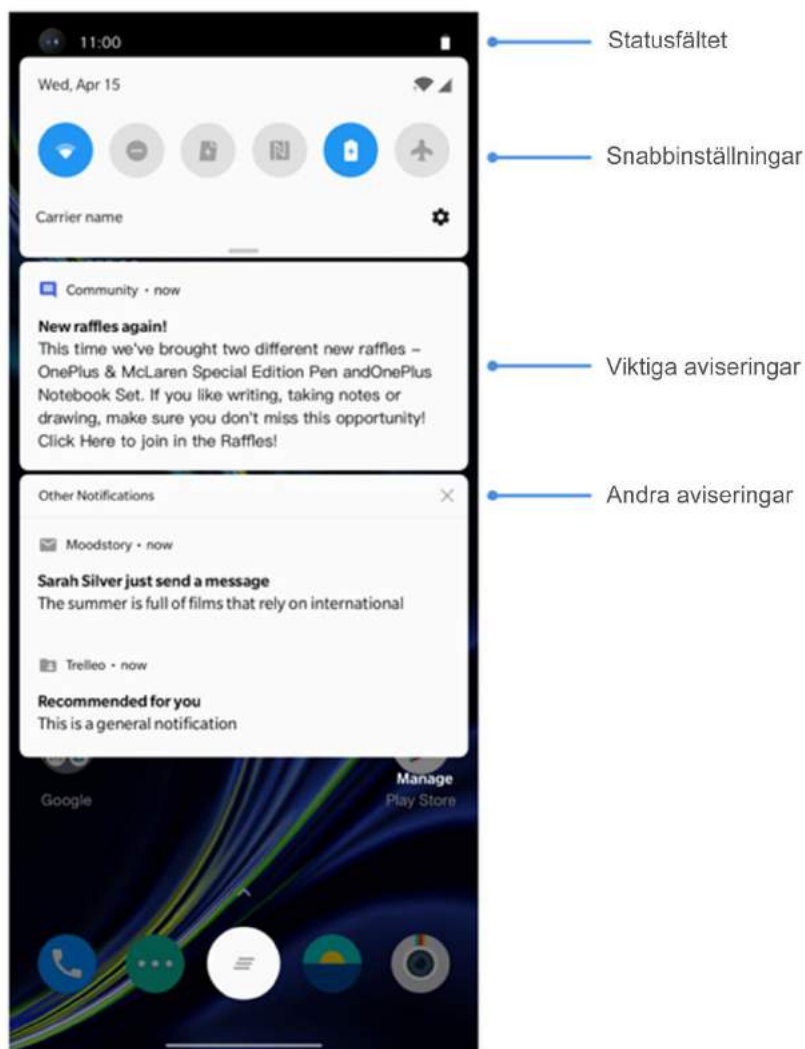 11:00
Statusfältet
Wed, Apr 15
Snabbinställningar
Carrier name
Community • now
New raffles again!
This time we've brought two different new raffles –
OnePlus & McLaren Special Edition Pen andOnePlus
Notebook Set. If you like writing, taking notes or
drawing, make sure you don't miss this opportunity!
Click Here to join in the Raffles!
Viktiga aviseringar
Other Notifications
Andra aviseringar
Moodstory • now
Sarah Silver just send a message
The summer is full of films that rely on international
Trelleo • now
Recommended for you
This is a general notification
Manage
Google
Play Store